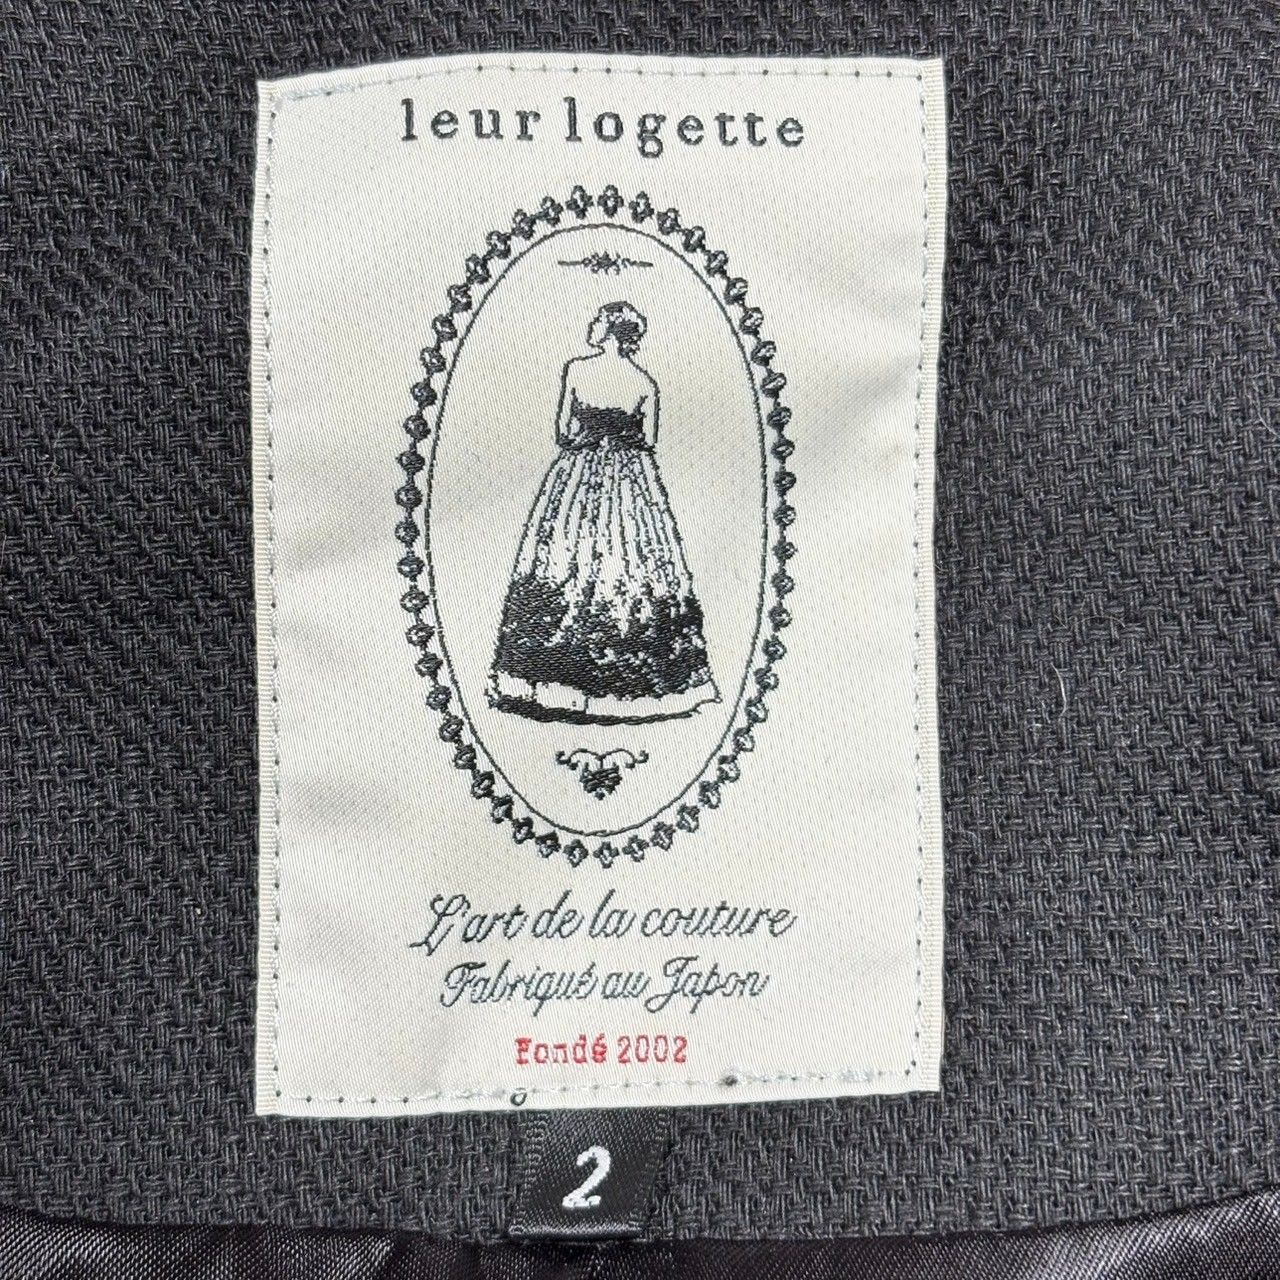 leur logette
L'art de la couture
Fabriqué au Japon
Fondé 2002
2